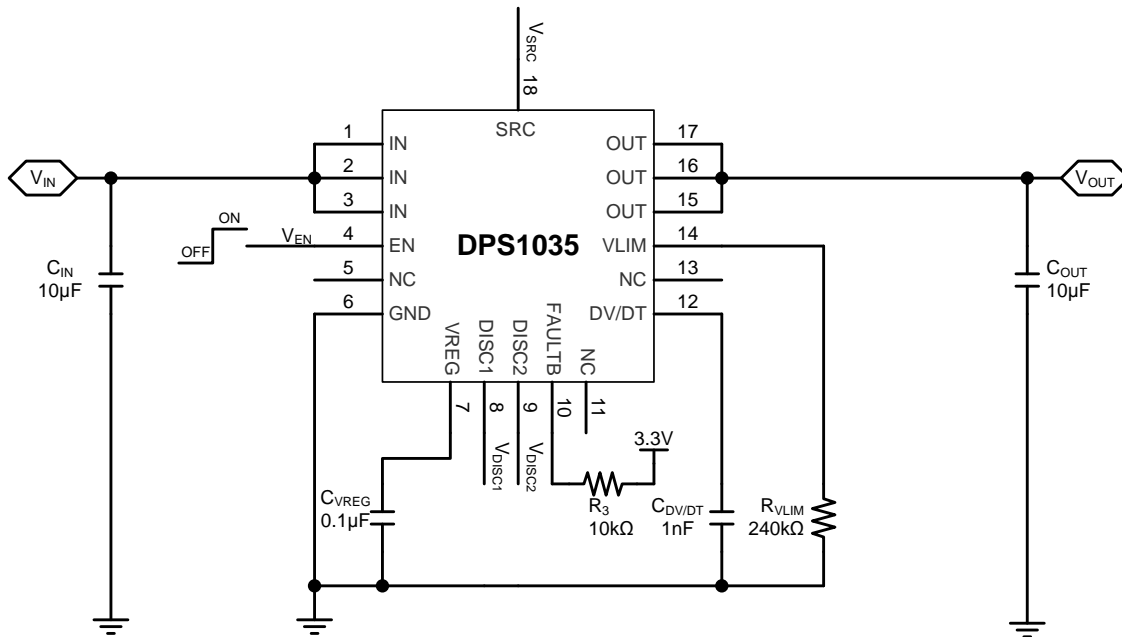 VSRC
18
SRC
1 IN OUT 17
VIN 2 IN OUT 16 VOUT
3 IN OUT 15
ON
OFF VEN 4 EN DPS1035 VLIM 14
5 NC NC 13
6 GND DV/DT 12
CIN
10µF
COUT
10µF
VREG DISC1 DISC2 FAULTB NC
7 8 9 10 11
VDISC1 VDISC2
3.3V
CVREG
0.1µF
R3
10kΩ
CDV/DT
1nF
RVLIM
240kΩ